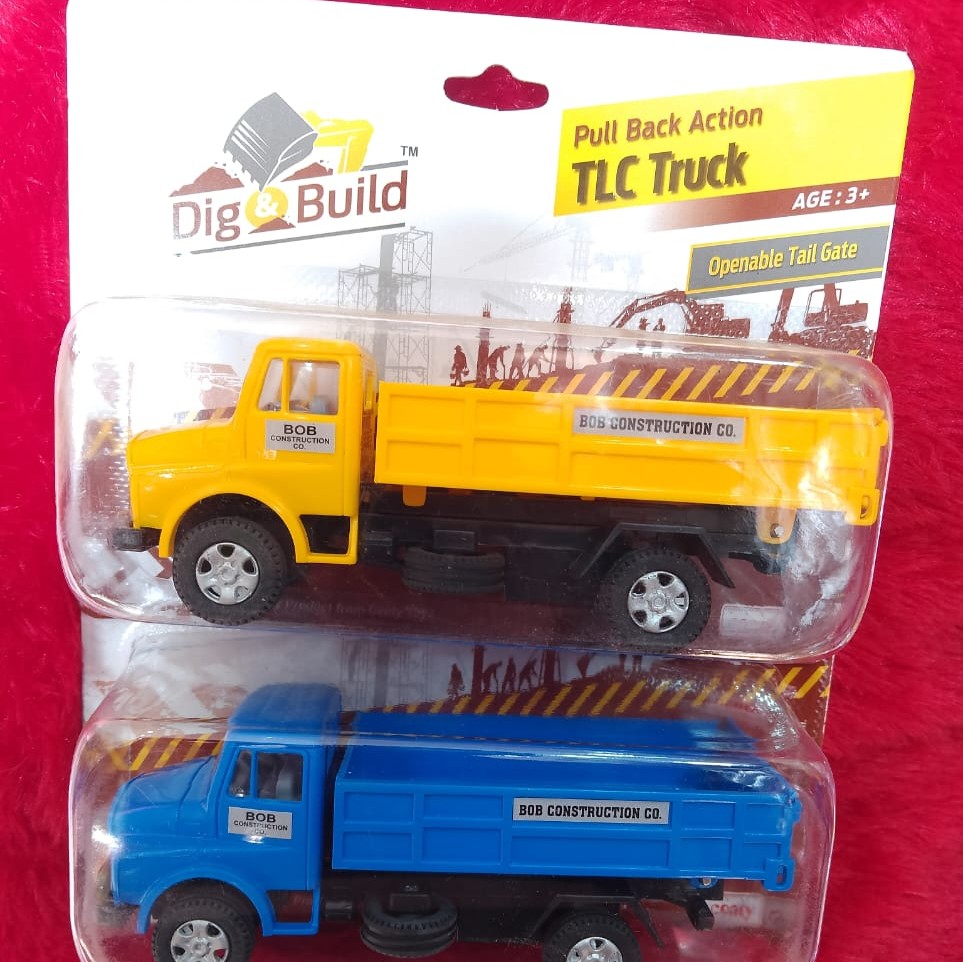 Pull Back Action
TLC Truck
AGE : 3+
Dig & Build TM
Openable Tail Gate
BOB CONSTRUCTION CO.
BOB
CONSTRUCTION
CO.
BOB CONSTRUCTION CO.
BOB
CONSTRUCTION
CO.